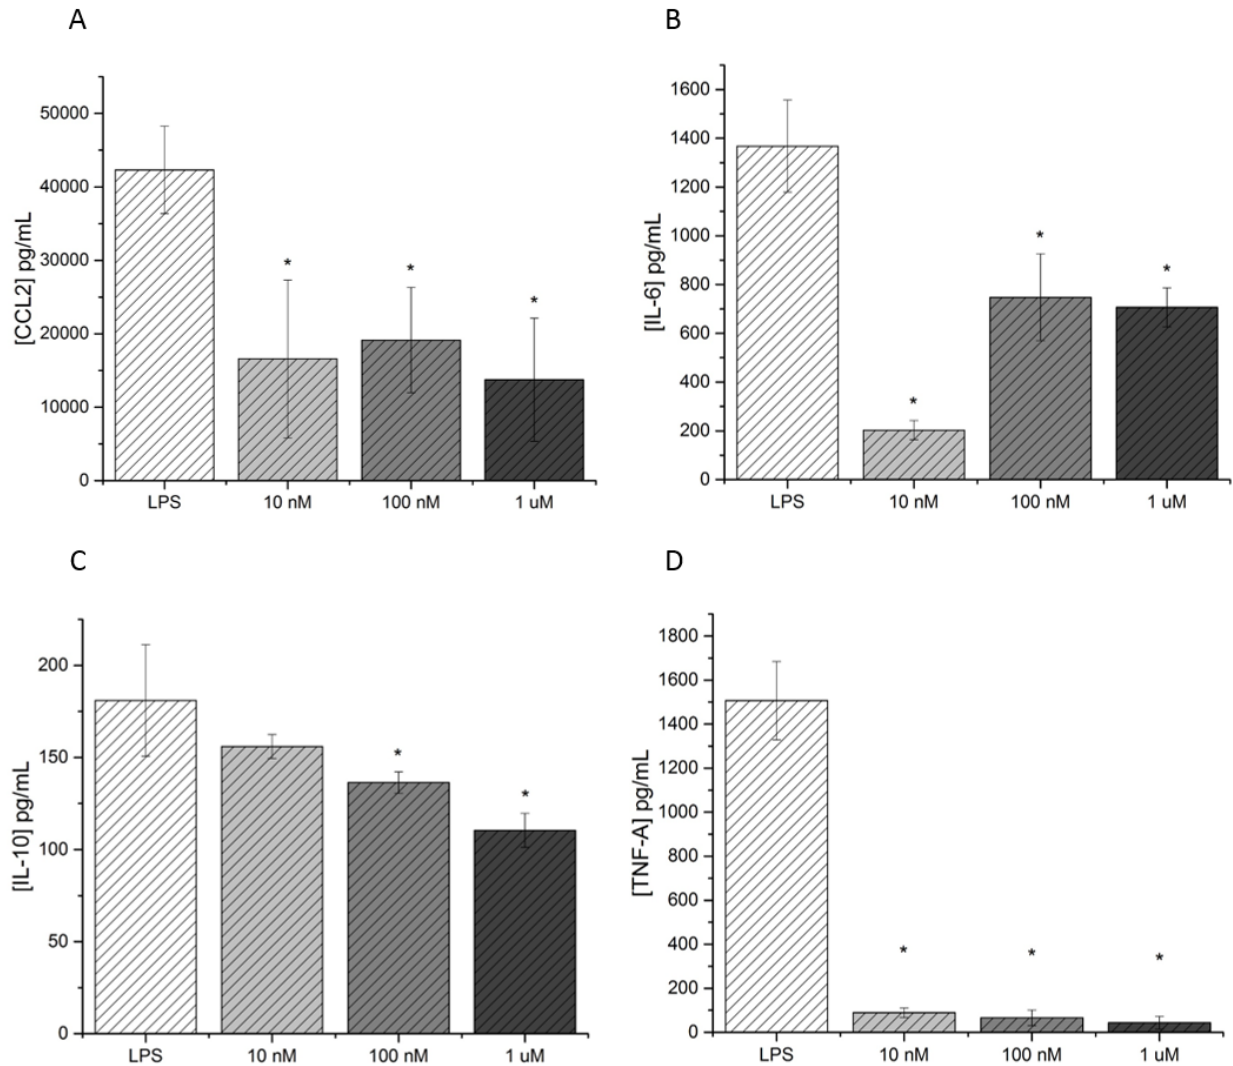 A
[CCL2] pg/mL
50000
40000
30000
20000
10000
0
*
*
*
LPS
10 nM
100 nM
1 uM
B
[IL-6] pg/mL
1600
1400
1200
1000
800
600
400
200
0
*
*
*
LPS
10 nM
100 nM
1 uM
C
[IL-10] pg/mL
200
150
100
50
0
*
*
LPS
10 nM
100 nM
1 uM
D
[TNF-A] pg/mL
1800
1600
1400
1200
1000
800
600
400
200
0
*
*
*
LPS
10 nM
100 nM
1 uM